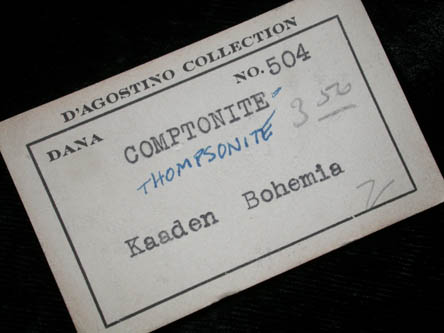 D'AGOSTINO COLLECTION
NO. 504
DANA
COMPTONITE-
THOMPSONITE
3 50
Kaaden Bohemia